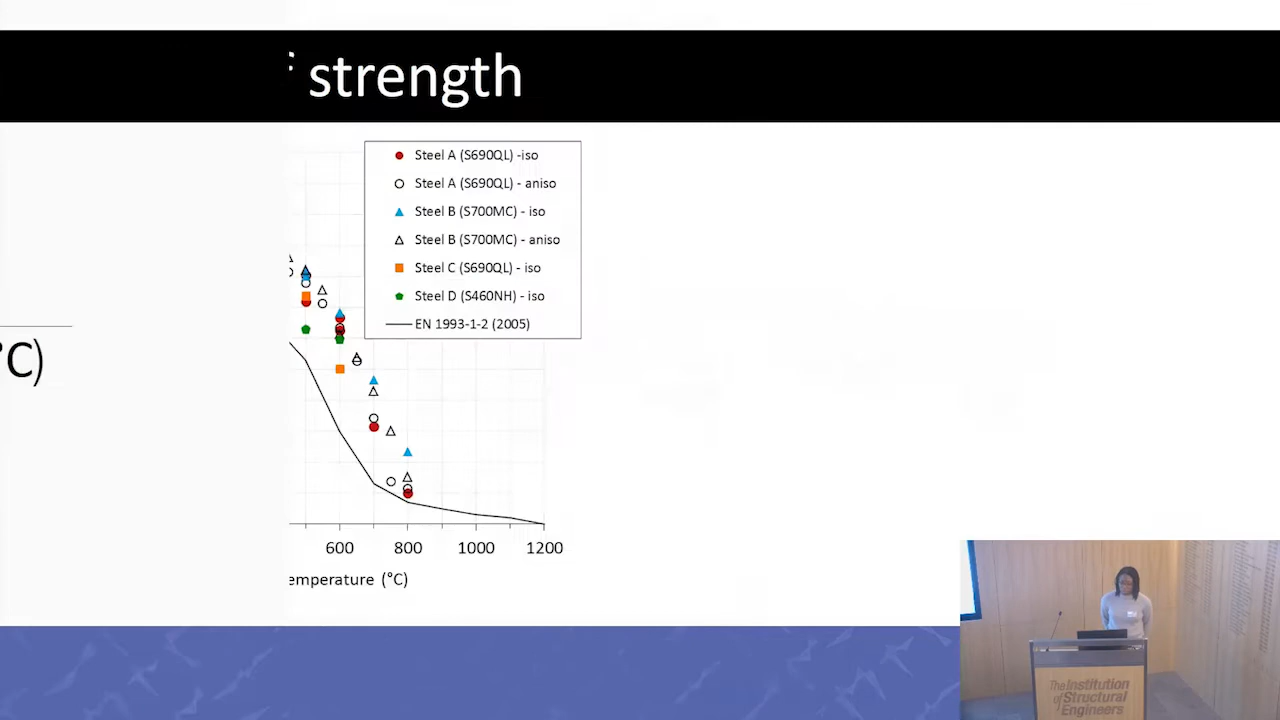 strength
Steel A (S690QL) -iso
Steel A (S690QL) - aniso
Steel B (S700MC) - iso
Steel B (S700MC) - aniso
Steel C (S690QL) - iso
Steel D (S460NH) - iso
EN 1993-1-2 (2005)
°C)
600 800 1000 1200
emperature (°C)
The Institution
of Structural
Engineers